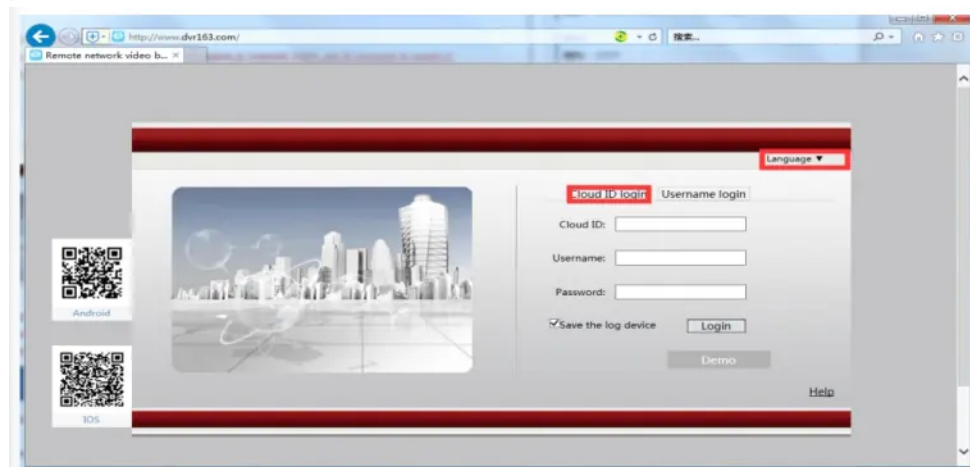 http://www.dvr163.com/
搜索...
Remote network video b... ×
Language ▼
Cloud ID login
Username login
Cloud ID:
Username:
Password:
Save the log device
Login
Demo
Help
Android
IOS